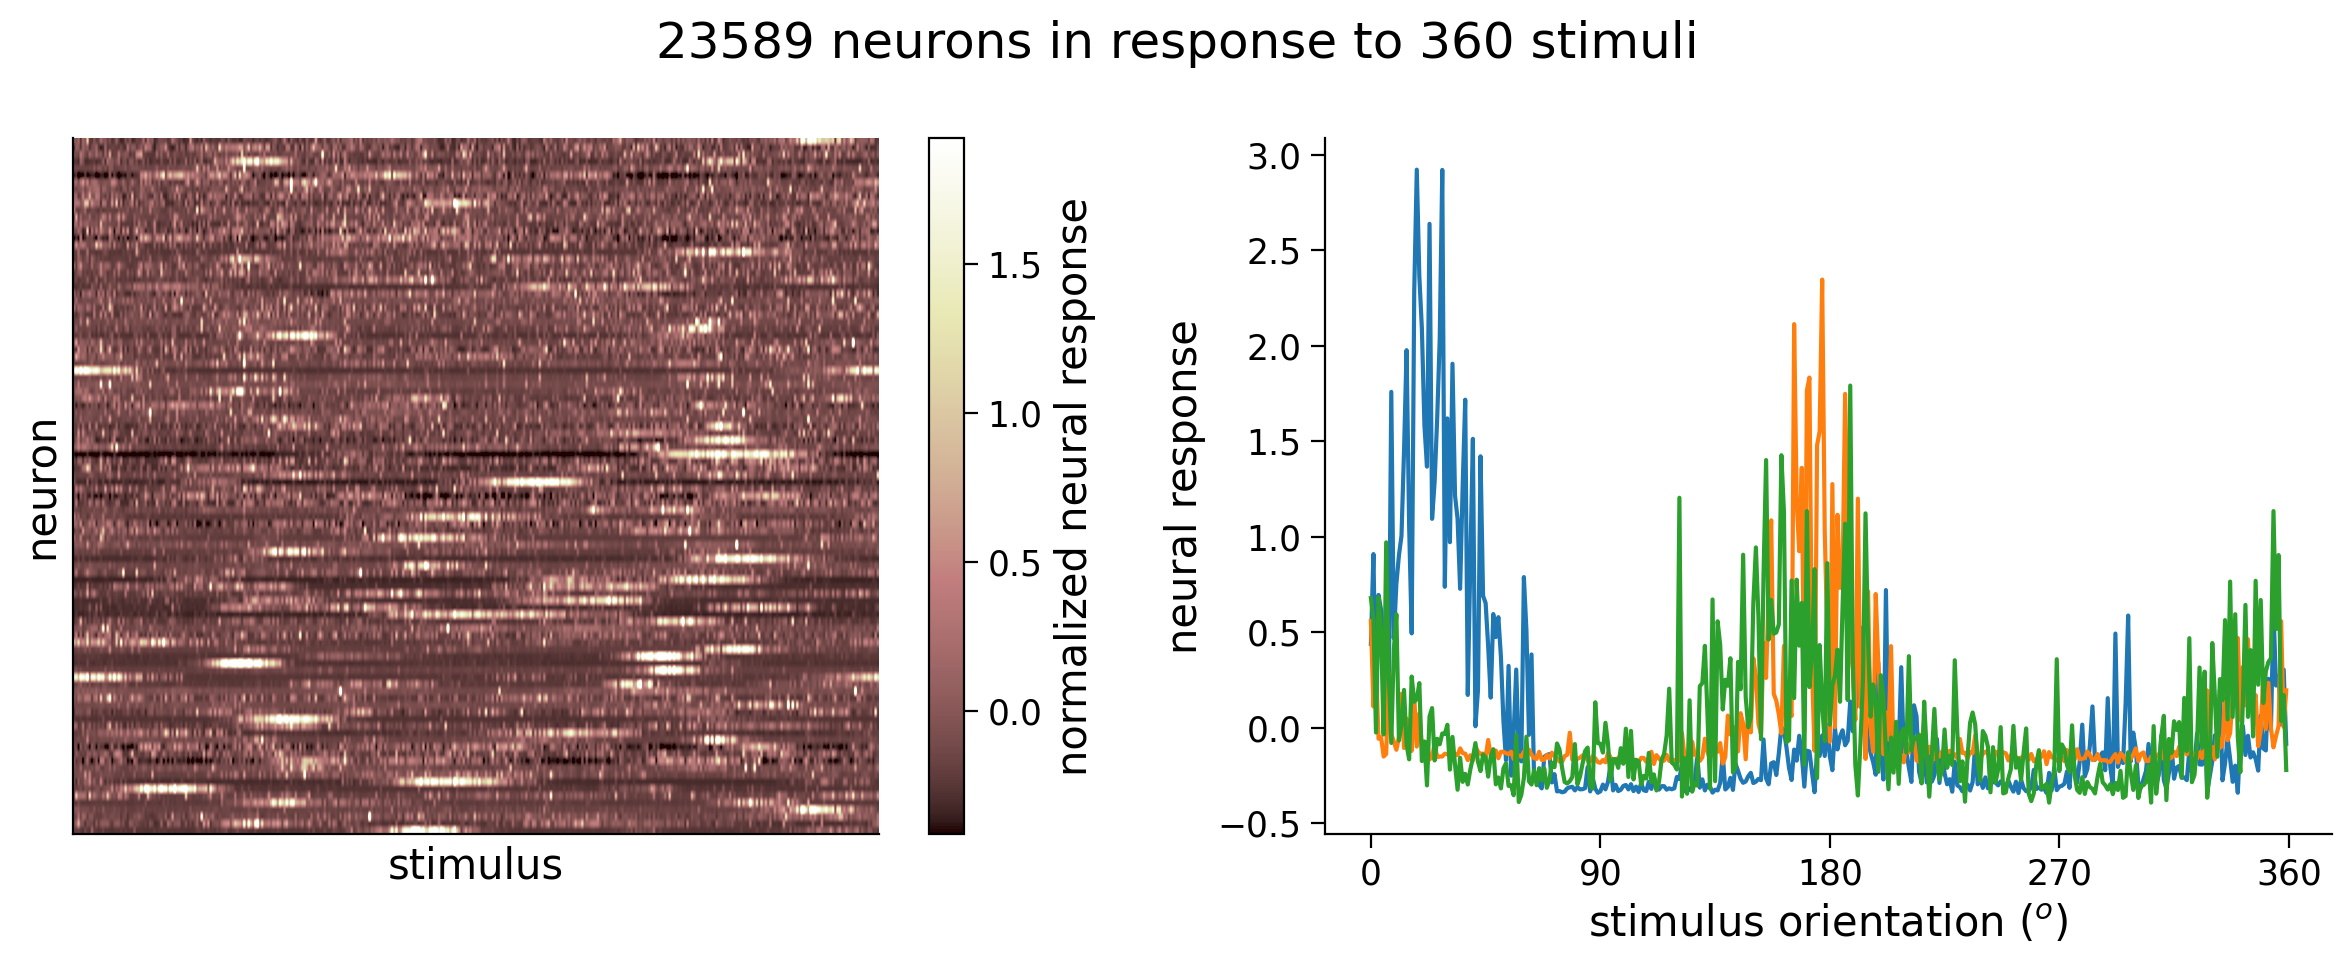 23589 neurons in response to 360 stimuli
neuron
stimulus
1.5
1.0
0.5
0.0
normalized neural response
neural response
3.0
2.5
2.0
1.5
1.0
0.5
0.0
−0.5
0 90 180 270 360
stimulus orientation (o)